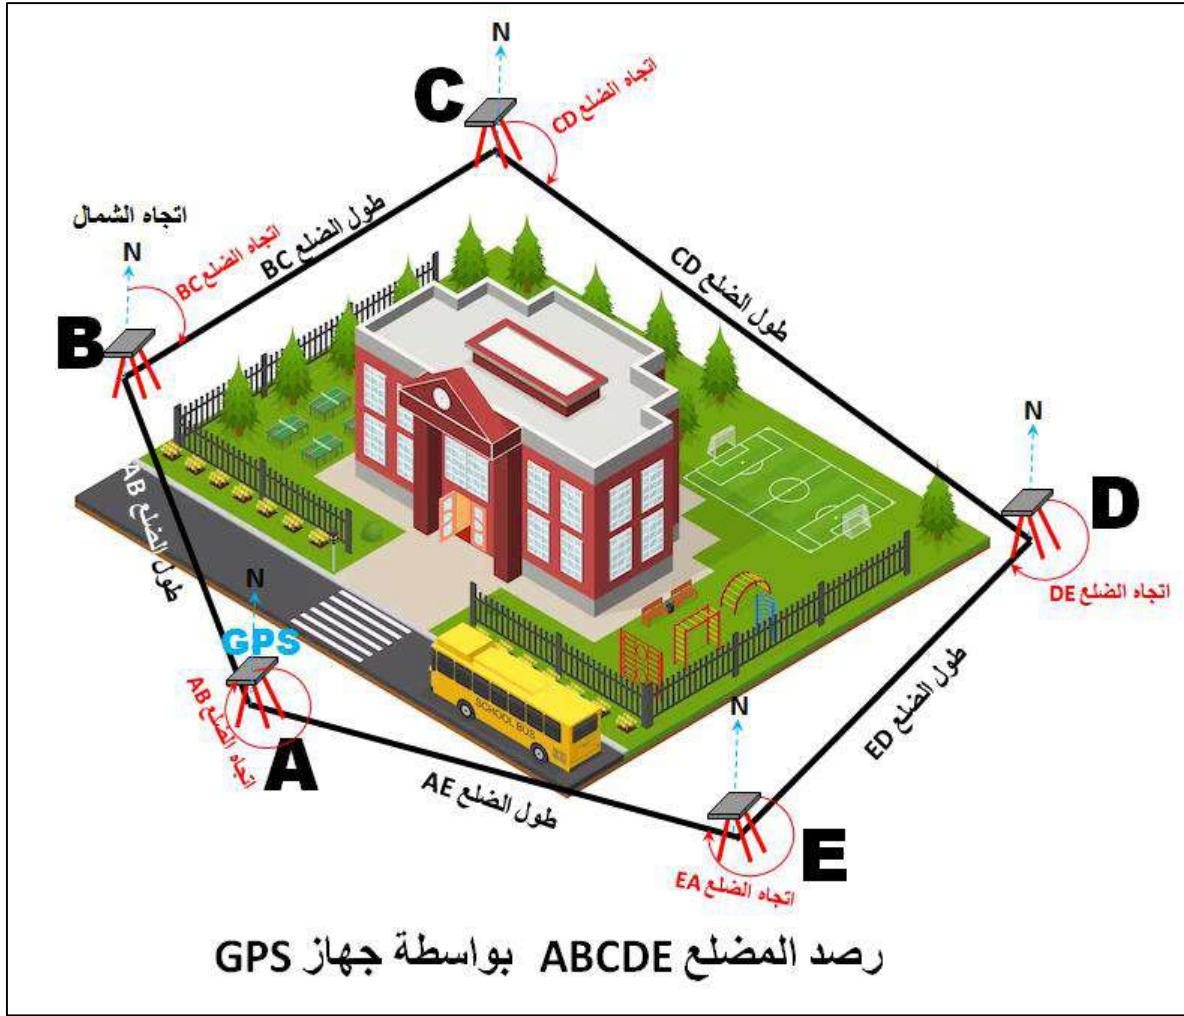 N
C
اتجاه الضلع CD
اتجاه الشمال
N
اتجاه الضلع BC
طول الضلع BC
طول الضلع CD
B
طول الضلع AB
N
D
اتجاه الضلع DE
N
GPS
اتجاه الضلع AB
A
SCHOOL BUS
طول الضلع AE
N
طول الضلع ED
E
اتجاه الضلع EA
رصد المضلع ABCDE بواسطة جهاز GPS